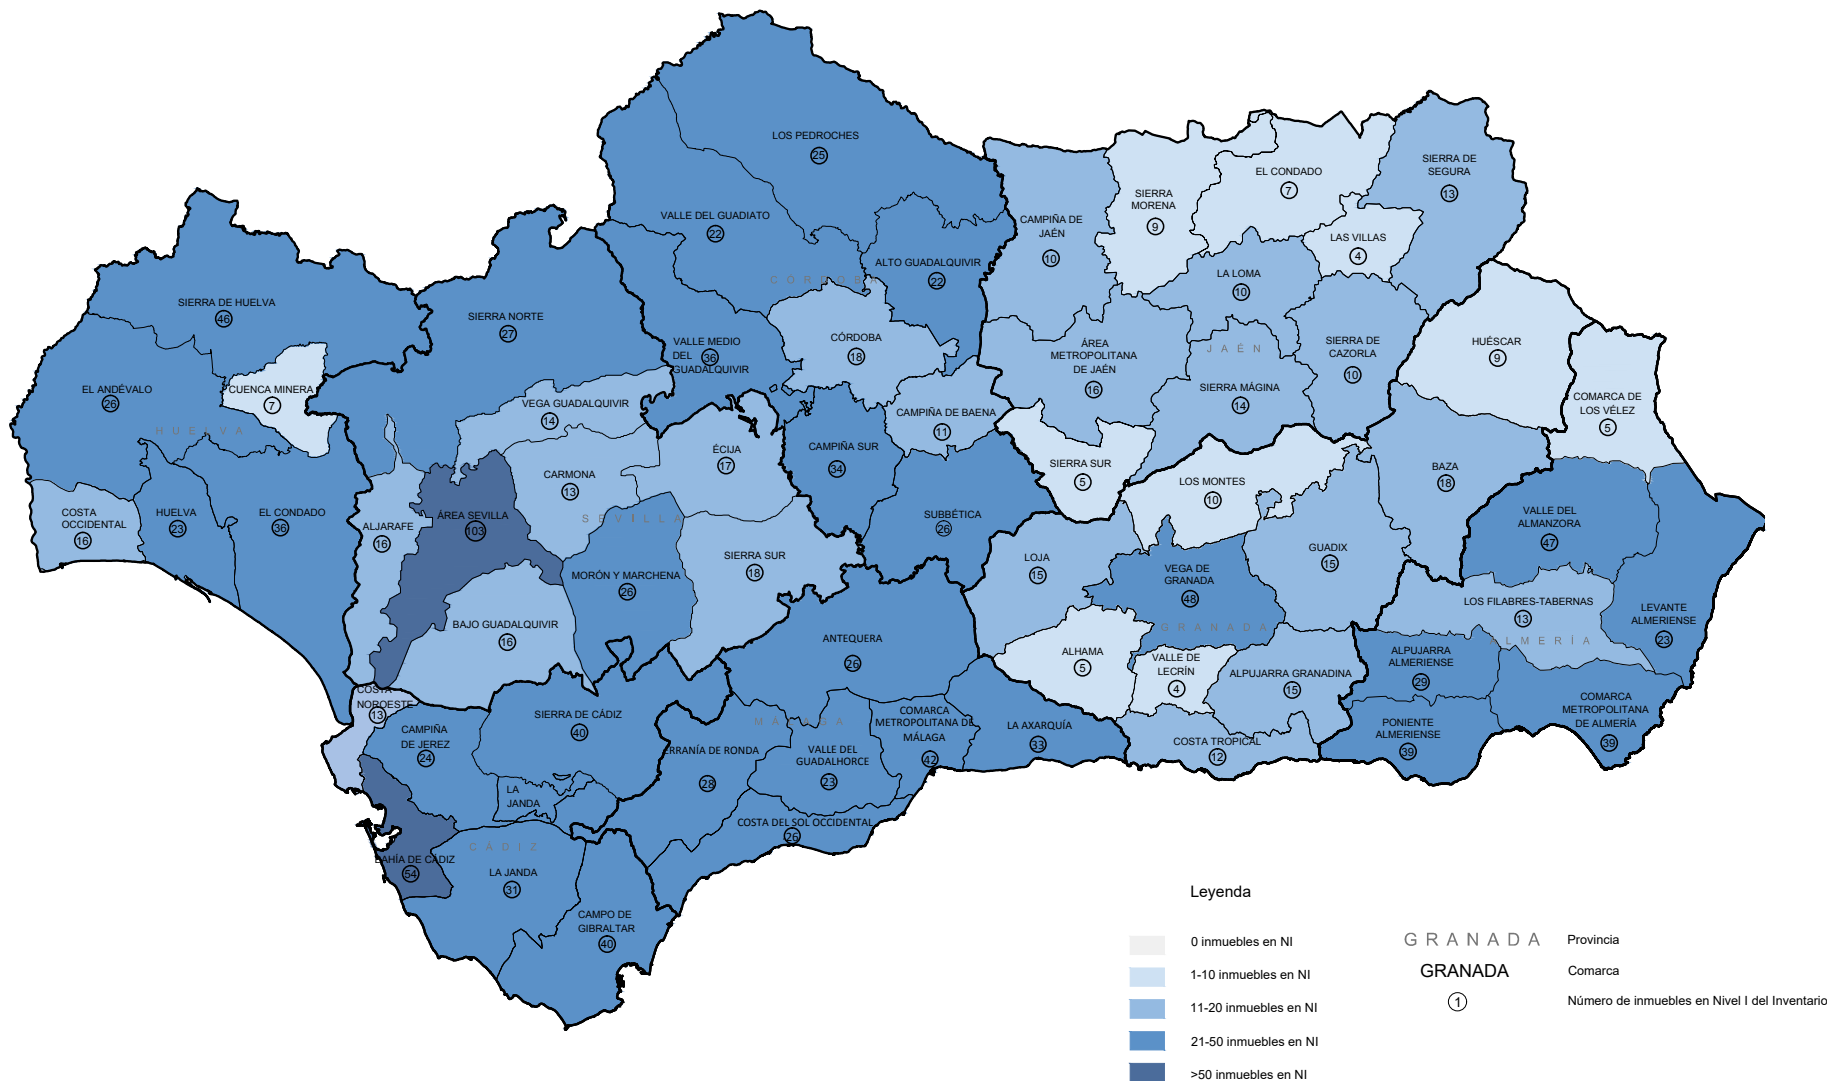 LOS PEDROCHES
25
VALLE DEL GUADIATO
22
ALTO GUADALQUIVIR
22
CÓRDOBA
CÓRDOBA
18
VALLE MEDIO
DEL
GUADALQUIVIR
36
CAMPIÑA DE BAENA
11
CAMPIÑA SUR
34
SUBBÉTICA
26
CAMPIÑA DE
JAÉN
10
SIERRA
MORENA
9
EL CONDADO
7
SIERRA DE
SEGURA
13
LAS VILLAS
4
LA LOMA
10
JAÉN
ÁREA
METROPOLITANA
DE JAÉN
16
SIERRA DE
CAZORLA
10
SIERRA MÁGINA
14
SIERRA SUR
5
SIERRA DE HUELVA
46
EL ANDÉVALO
26
CUENCA MINERA
7
HUELVA
COSTA
OCCIDENTAL
16
HUELVA
23
EL CONDADO
36
SIERRA NORTE
27
VEGA GUADALQUIVIR
14
ÉCIJA
17
CARMONA
13
SEVILLA
ALJARAFE
16
ÁREA SEVILLA
103
MORÓN Y MARCHENA
26
SIERRA SUR
18
BAJO GUADALQUIVIR
16
HUÉSCAR
9
COMARCA DE
LOS VÉLEZ
5
BAZA
18
LOS MONTES
10
GUADIX
15
LOJA
15
VEGA DE
GRANADA
48
GRANADA
ALHAMA
5
VALLE DE
LECRÍN
4
ALPUJARRA GRANADINA
15
COSTA TROPICAL
12
VALLE DEL
ALMANZORA
47
LOS FILABRES-TABERNAS
13
LEVANTE
ALMERIENSE
23
ALMERÍA
ALPUJARRA
ALMERIENSE
29
PONIENTE
ALMERIENSE
39
COMARCA
METROPOLITANA
DE ALMERÍA
39
ANTEQUERA
26
MÁLAGA
COMARCA
METROPOLITANA DE
MÁLAGA
42
LA AXARQUÍA
33
SERRANÍA DE RONDA
28
VALLE DEL
GUADALHORCE
23
COSTA DEL SOL OCCIDENTAL
26
COSTA
NOROESTE
13
CAMPIÑA
DE JEREZ
24
SIERRA DE CÁDIZ
40
LA
JANDA
CÁDIZ
BAHÍA DE CÁDIZ
54
LA JANDA
31
CAMPO DE
GIBRALTAR
40
Leyenda
0 inmuebles en NI
1-10 inmuebles en NI
11-20 inmuebles en NI
21-50 inmuebles en NI
>50 inmuebles en NI
GRANADA Provincia
GRANADA Comarca
1 Número de inmuebles en Nivel I del Inventario